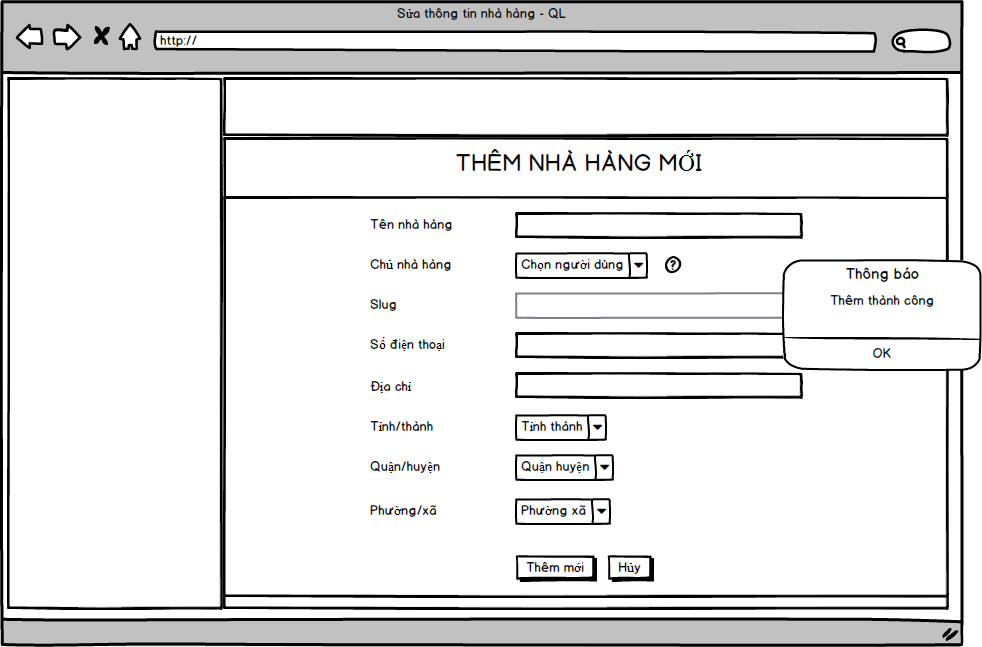 Sửa thông tin nhà hàng - QL
http://
THÊM NHÀ HÀNG MỚI
Tên nhà hàng
Chủ nhà hàng
Chọn người dùng
?
Slug
Số điện thoại
Địa chỉ
Tỉnh/thành
Tỉnh thành
Quận/huyện
Quận huyện
Phường/xã
Phường xã
Thêm mới
Hủy
Thông báo
Thêm thành công
OK